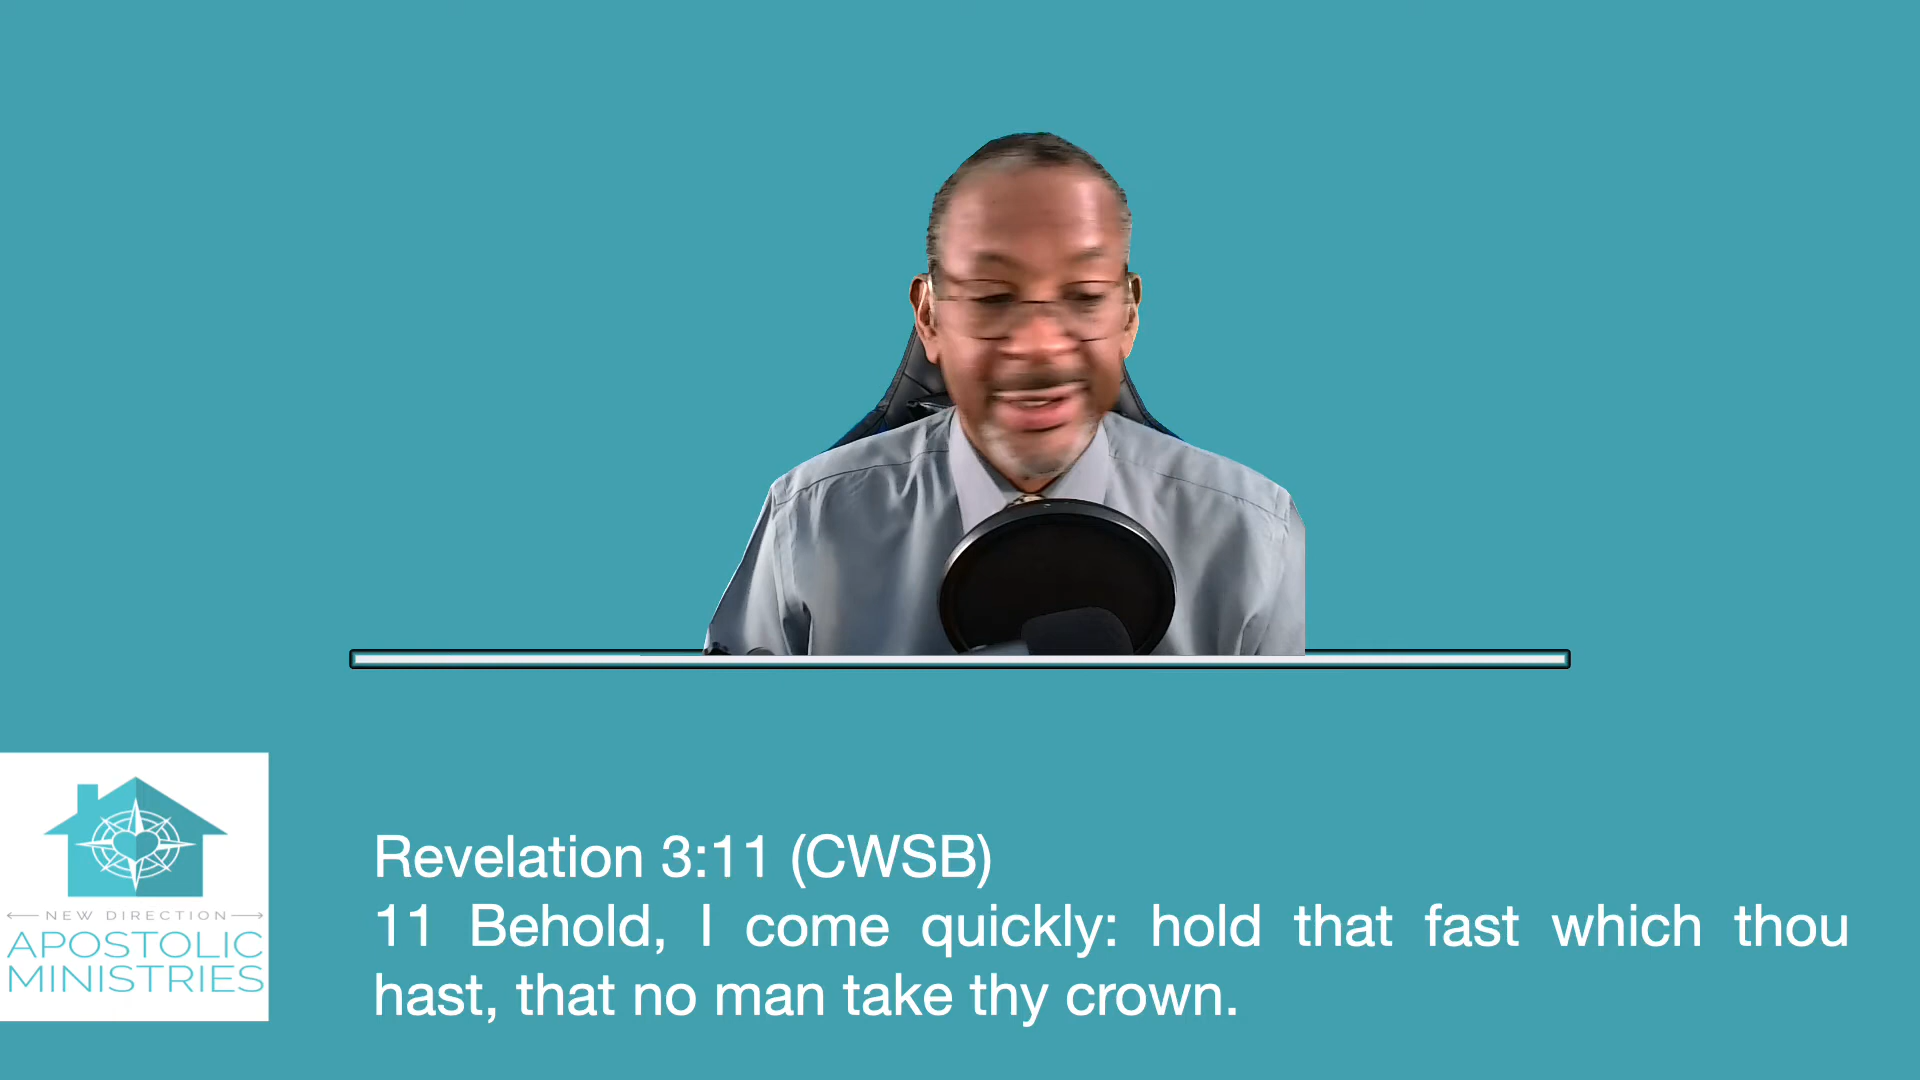 NEW DIRECTION
APOSTOLIC
MINISTRIES
Revelation 3:11 (CWSB)
11 Behold, I come quickly: hold that fast which thou
hast, that no man take thy crown.